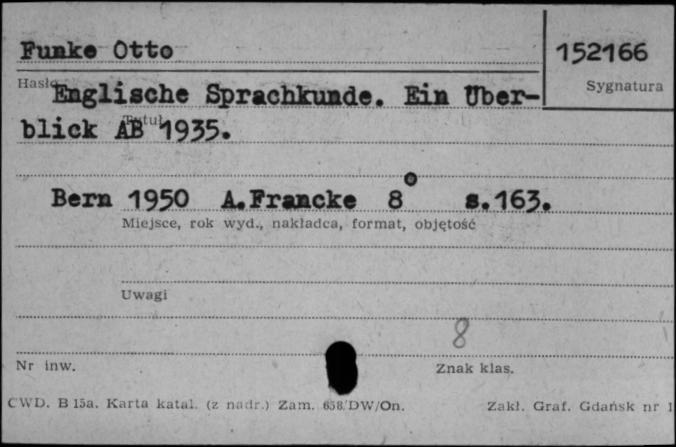 Funke Otto
152166
Hasło
Sygnatura
Englische Sprachkunde. Ein Über-
Tytuł
blick AB 1935.
Bern 1950 A.Francke 8° s.163.
Miejsce, rok wyd., nakładca, format, objętość
Uwagi
8
Nr inw.
Znak klas.
CWD. B 15a. Karta katal. (z nadr.) Zam. 658/DW/On.
Zakł. Graf. Gdańsk nr 1